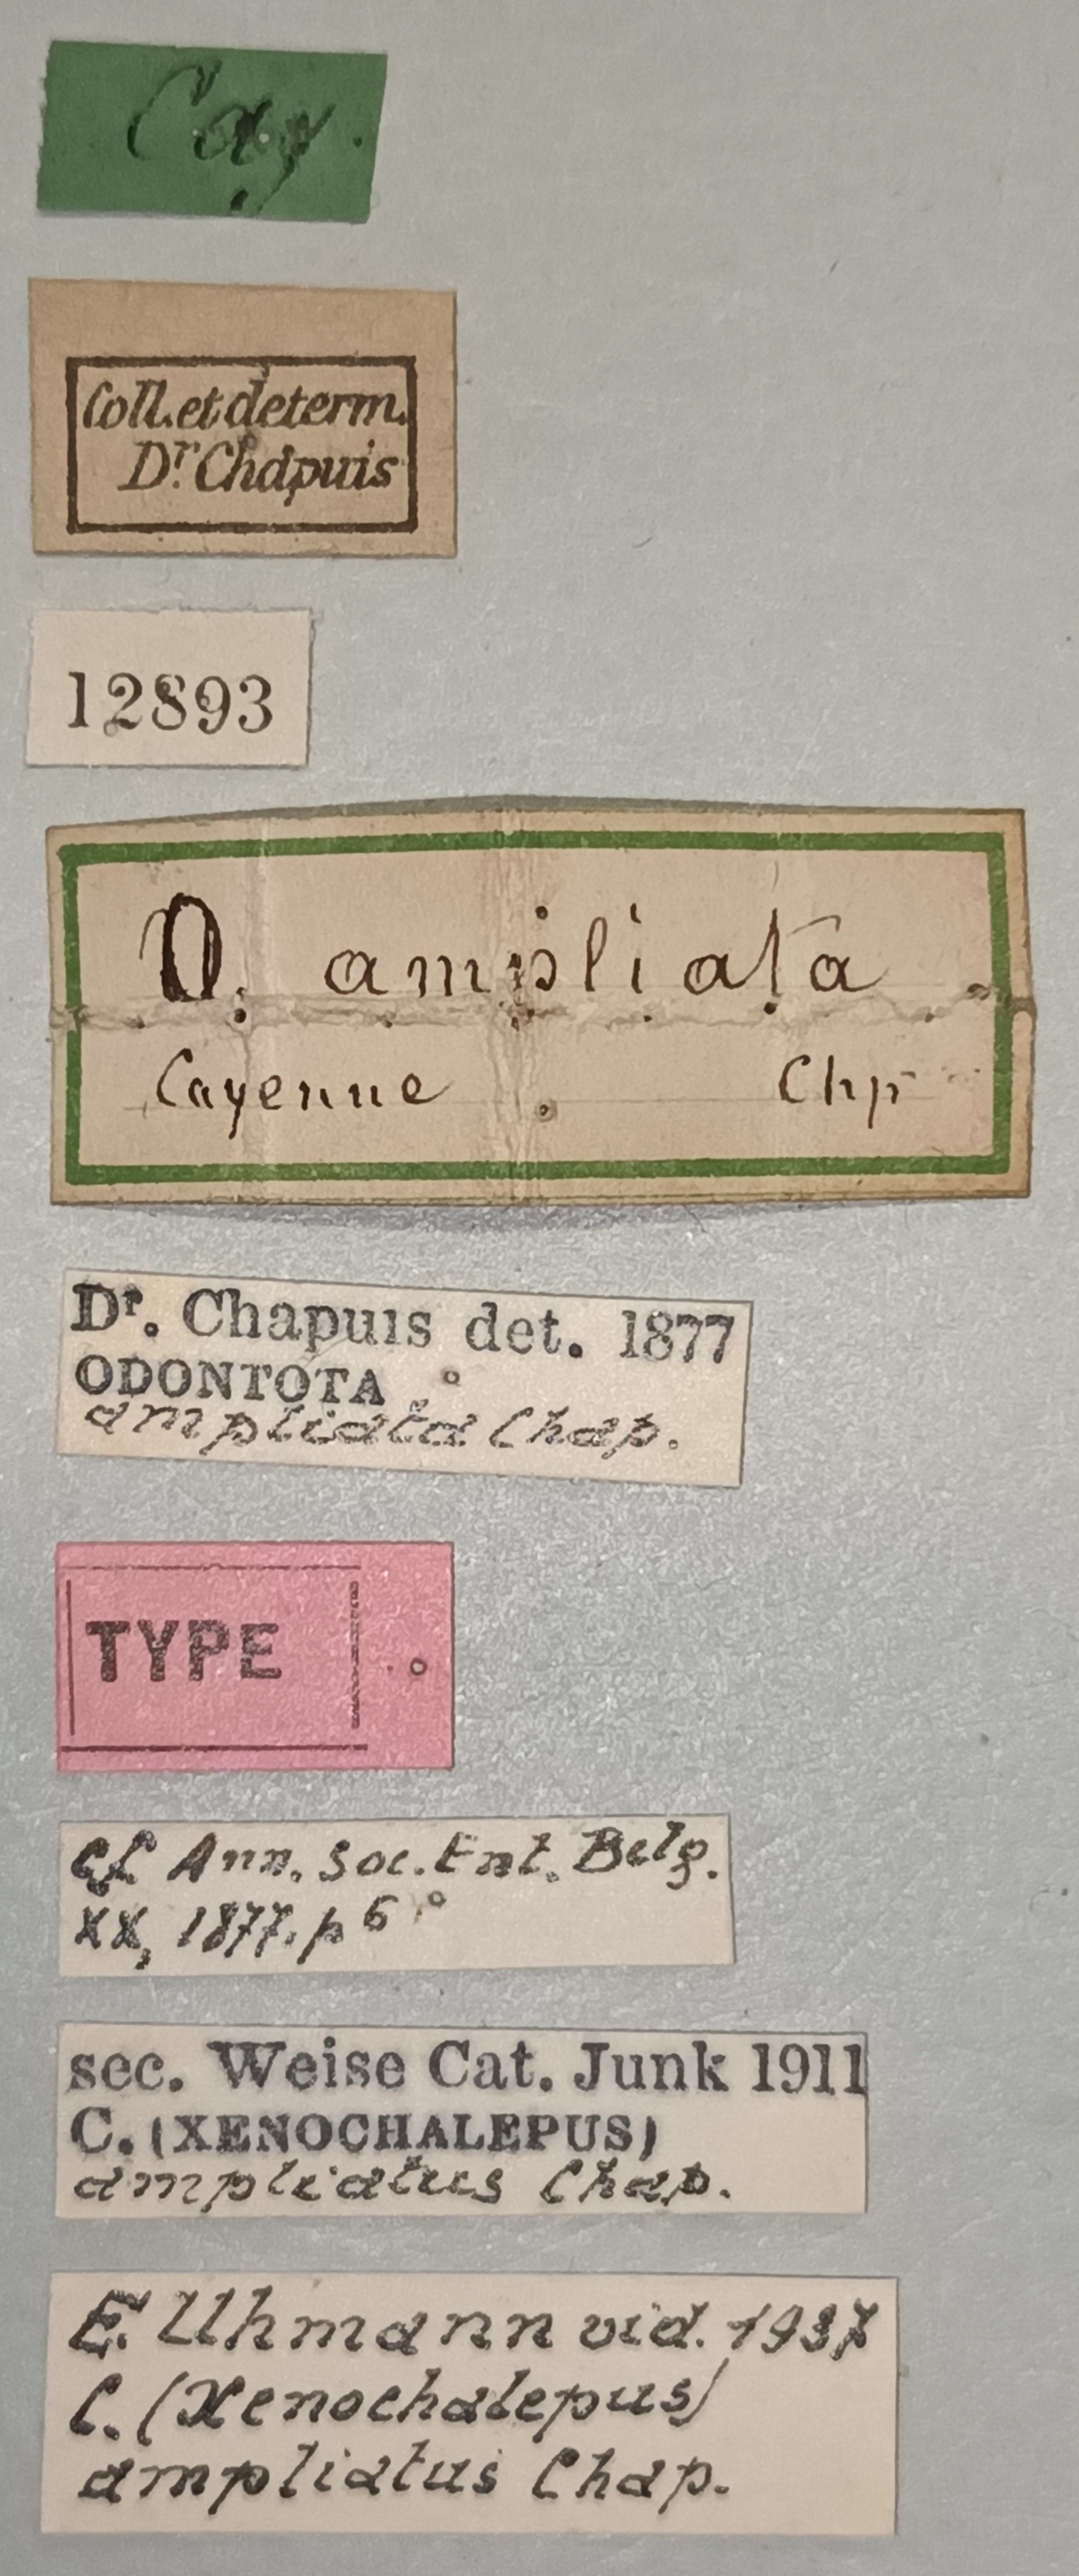 Cay.
Coll. et determ.
Dr. Chapuis
12893
O. ampliata
Cayenne Chp
Dr. Chapuis det. 1877
ODONTOTA
ampliata Chap.
TYPE
cf. Ann. Soc. Ent. Belg.
XX, 1877. p 6
sec. Weise Cat. Junk 1911
C. (XENOCHALEPUS)
ampliatus Chap.
E. Uhmann vid. 1937
C. (Xenochalepus)
ampliatus Chap.